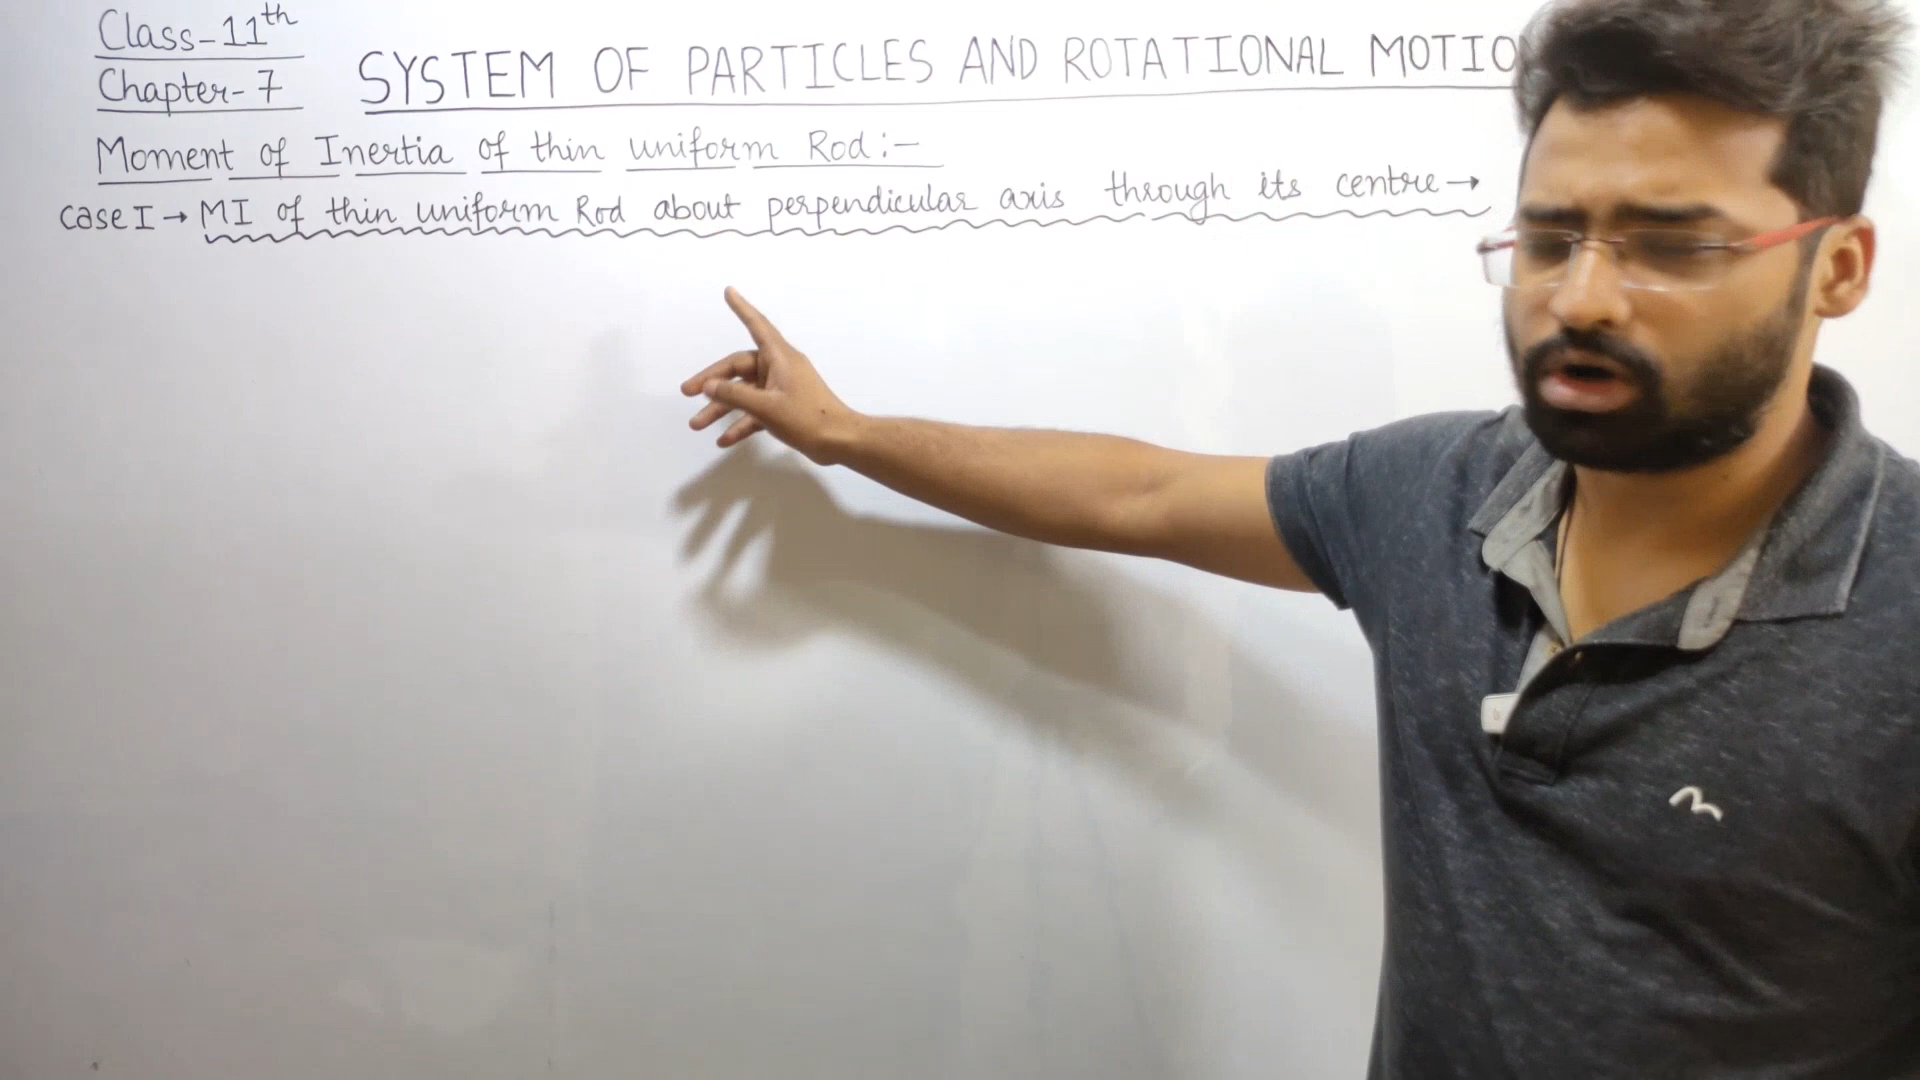 Class-11th
Chapter-7
SYSTEM OF PARTICLES AND ROTATIONAL MOTIO
Moment of Inertia of thin uniform Rod:-
case I → MI of thin uniform Rod about perpendicular axis through its centre →